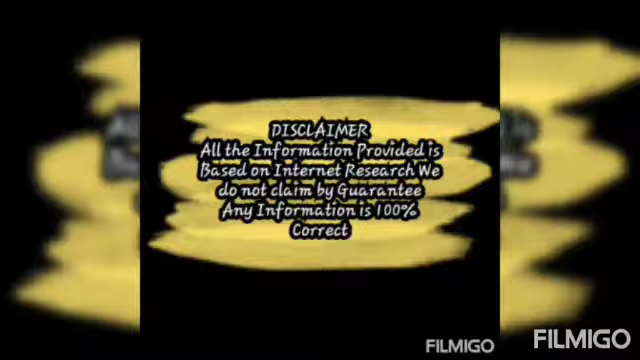 DISCLAIMER
All the Information Provided is
Based on Internet Research We
do not claim by Guarantee
Any Information is 100%
Correct
FILMIGO
FILMIGO